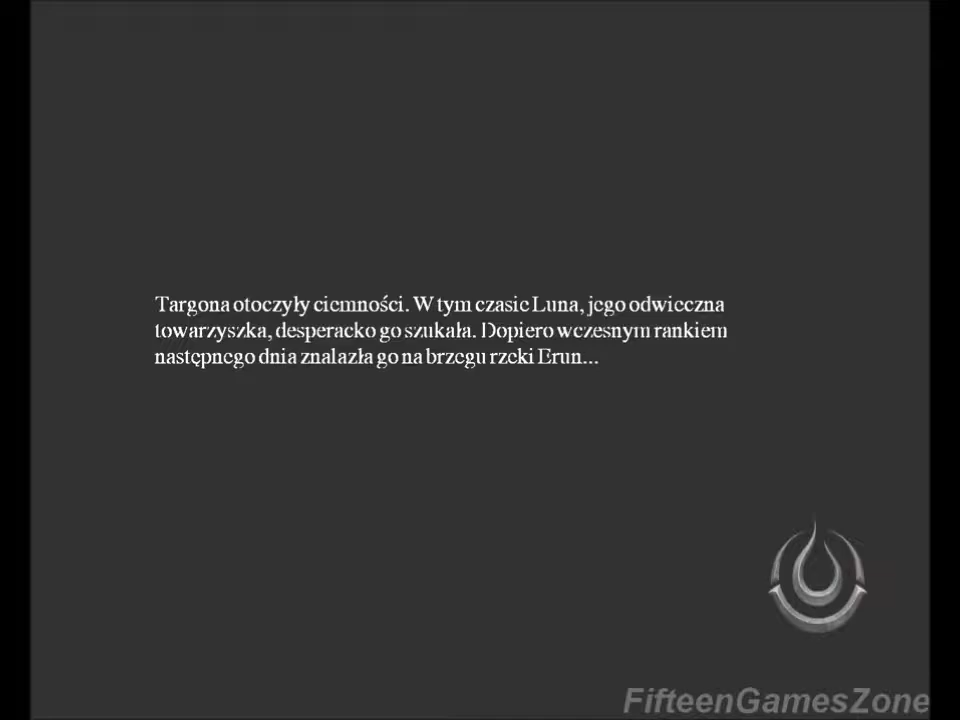 Targona otoczyły ciemności. W tym czasie Luna, jego odwieczna
towarzyszka, desperacko go szukała. Dopiero wczesnym rankiem
następnego dnia znalazła go na brzegu rzeki Erun...
FifteenGamesZone